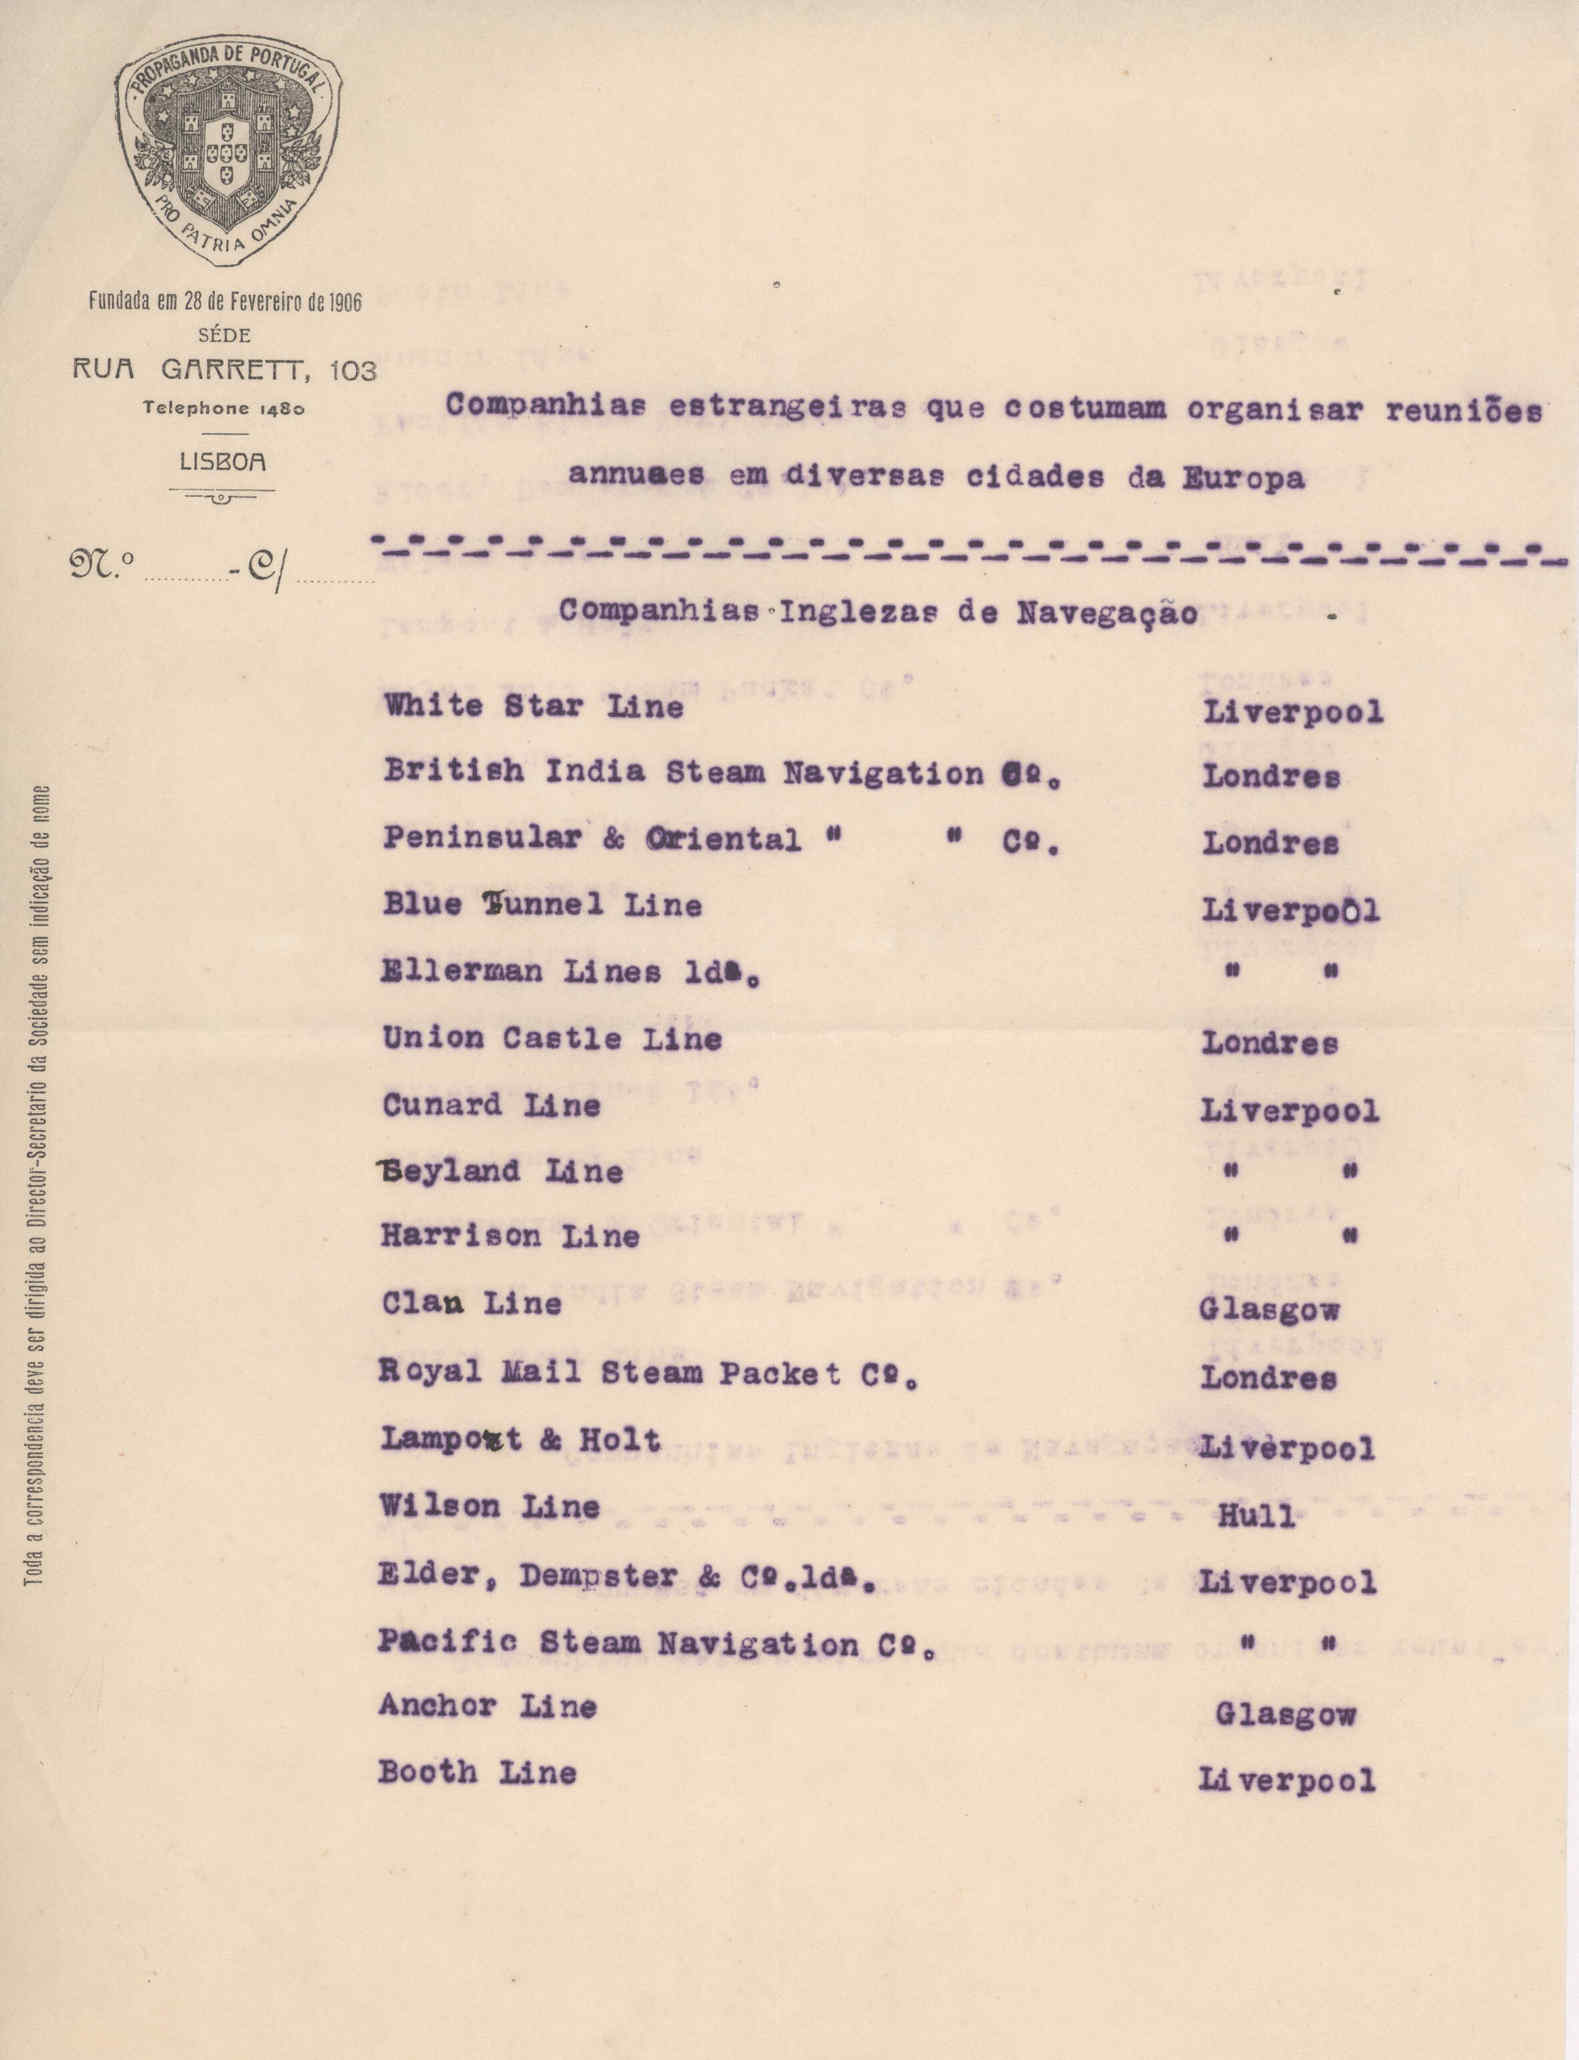 PROPAGANDA DE PORTUGAL
PRO PATRIA OMNIA
Fundada em 28 de Fevereiro de 1906
SÉDE
RUA GARRETT, 103
Telephone 1480
LISBOA
N.º ........... - C/ ...........
Toda a correspondencia deve ser dirigida ao Director-Secretario da Sociedade sem indicação de nome
Companhias estrangeiras que costumam organisar reuniões
annuaes em diversas cidades da Europa
Companhias Inglezas de Navegação
White Star Line Liverpool
British India Steam Navigation Cº. Londres
Peninsular & Oriental " " Cº. Londres
Blue Tunnel Line Liverpool
Ellerman Lines ldª. " "
Union Castle Line Londres
Cunard Line Liverpool
Beyland Line " "
Harrison Line " "
Clan Line Glasgow
Royal Mail Steam Packet Cº. Londres
Lamport & Holt Liverpool
Wilson Line Hull
Elder, Dempster & Cº.ldª. Liverpool
Pacific Steam Navigation Cº. " "
Anchor Line Glasgow
Booth Line Liverpool